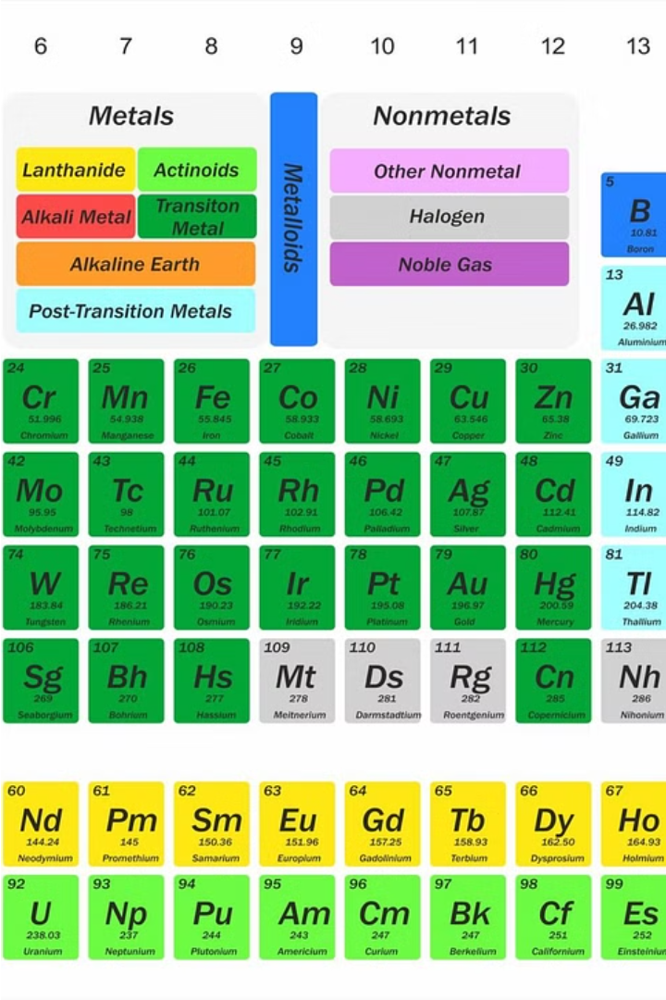 6 7 8 9 10 11 12 13
Metals
Lanthanide Actinoids
Alkali Metal Transiton
Metal
Alkaline Earth
Post-Transition Metals
Metalloids
Nonmetals
Other Nonmetal
Halogen
Noble Gas
5
B
10.81
Boron
13
Al
26.982
Aluminium
24 25 26 27 28 29 30 31
Cr Mn Fe Co Ni Cu Zn Ga
51.996 54.938 55.845 58.933 58.693 63.546 65.38 69.723
Chromium Manganese Iron Cobalt Nickel Copper Zinc Gallium
42 43 44 45 46 47 48 49
Mo Tc Ru Rh Pd Ag Cd In
95.95 98 101.07 102.91 106.42 107.87 112.41 114.82
Molybdenum Technetium Ruthenium Rhodium Palladium Silver Cadmium Indium
74 75 76 77 78 79 80 81
W Re Os Ir Pt Au Hg Tl
183.84 186.21 190.23 192.22 195.08 196.97 200.59 204.38
Tungsten Rhenium Osmium Iridium Platinum Gold Mercury Thallium
106 107 108 109 110 111 112 113
Sg Bh Hs Mt Ds Rg Cn Nh
269 270 277 278 281 282 285 286
Seaborgium Bohrium Hassium Meitnerium Darmstadtium Roentgenium Copernicium Nihonium
60 61 62 63 64 65 66 67
Nd Pm Sm Eu Gd Tb Dy Ho
144.24 145 150.36 151.96 157.25 158.93 162.50 164.93
Neodymium Promethium Samarium Europium Gadolinium Terbium Dysprosium Holmium
92 93 94 95 96 97 98 99
U Np Pu Am Cm Bk Cf Es
238.03 237 244 243 247 247 251 252
Uranium Neptunium Plutonium Americium Curium Berkelium Californium Einsteiniun